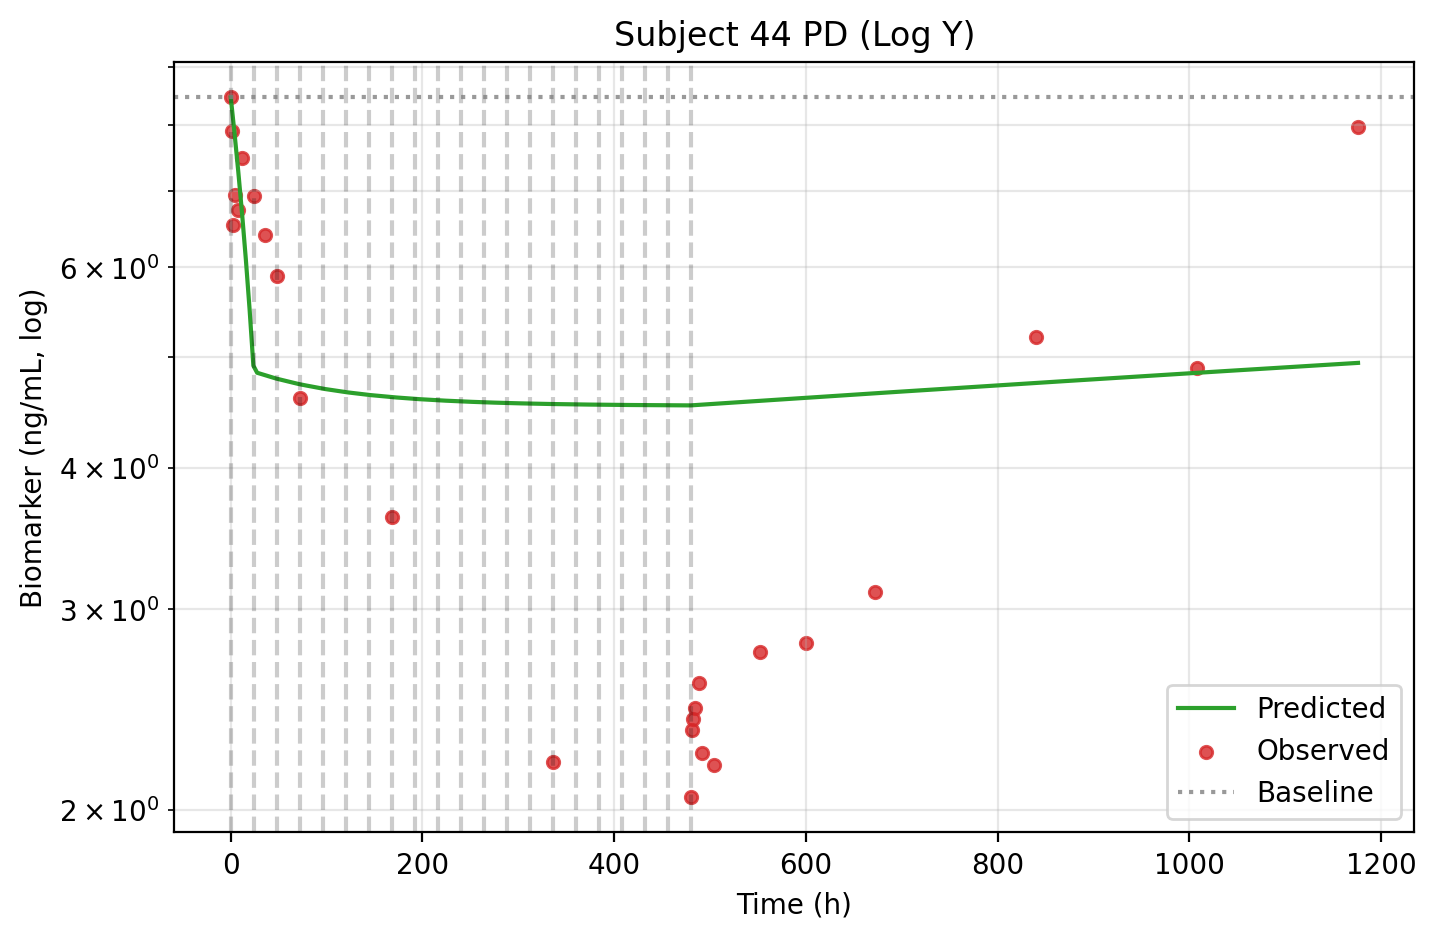 Subject 44 PD (Log Y)
Biomarker (ng/mL, log)
6 × 10⁰
4 × 10⁰
3 × 10⁰
2 × 10⁰
0
200
400
600
800
1000
1200
Time (h)
Predicted
Observed
Baseline